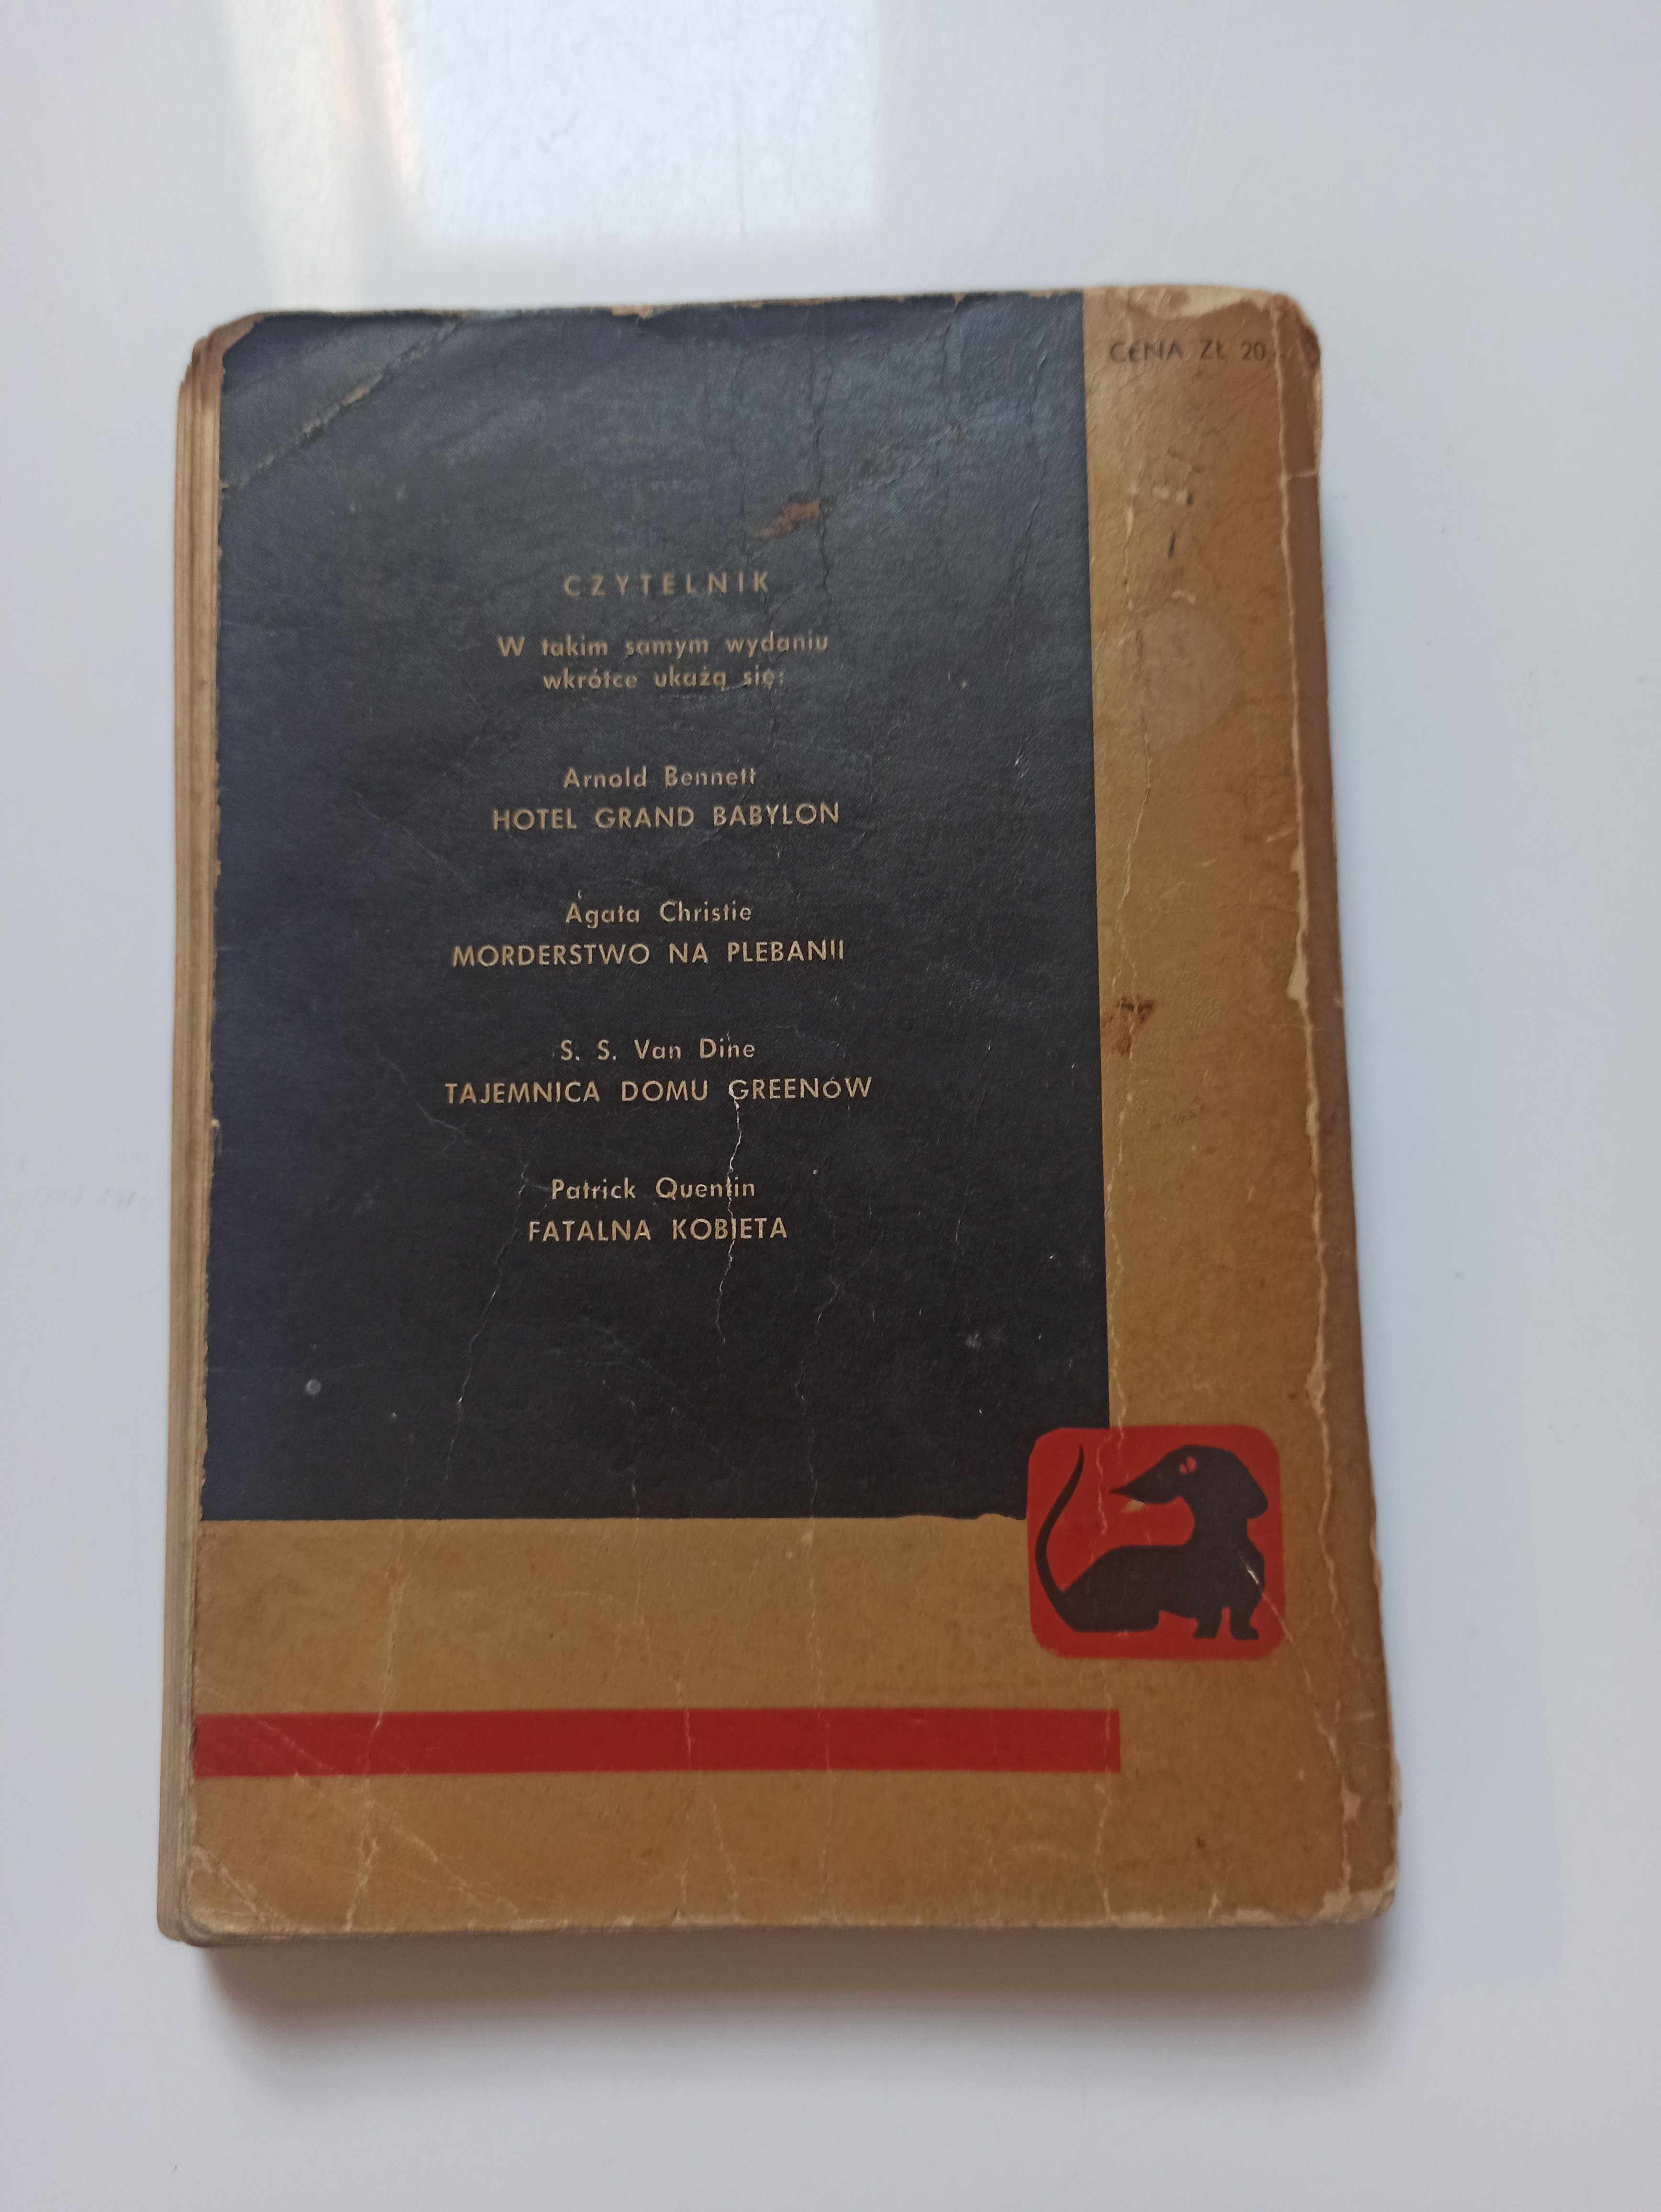 CENA ZŁ 20
CZYTELNIK
W takim samym wydaniu
wkrótce ukażą się:
Arnold Bennett
HOTEL GRAND BABYLON
Agata Christie
MORDERSTWO NA PLEBANII
S. S. Van Dine
TAJEMNICA DOMU GREENÓW
Patrick Quentin
FATALNA KOBIETA